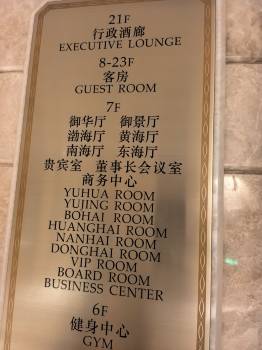 21F
行政酒廊
EXECUTIVE LOUNGE
8-23F
客房
GUEST ROOM
7F
御华厅 御景厅
渤海厅 黄海厅
南海厅 东海厅
贵宾室 董事长会议室
商务中心
YUHUA ROOM
YUJING ROOM
BOHAI ROOM
HUANGHAI ROOM
NANHAI ROOM
DONGHAI ROOM
VIP ROOM
BOARD ROOM
BUSINESS CENTER
6F
健身中心
GYM